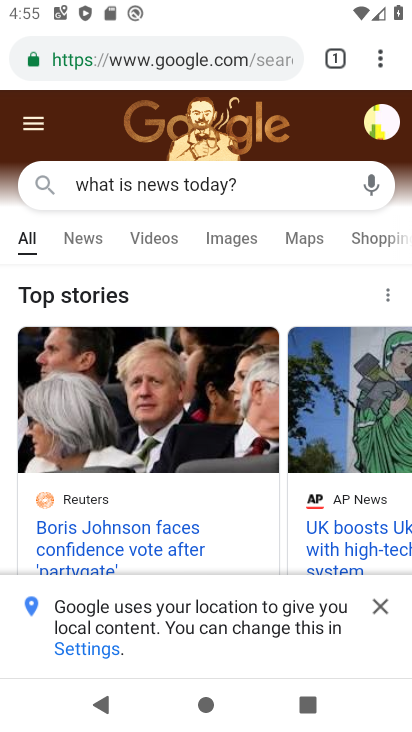 4:55
https://www.google.com/sear
1
Google
what is news today?
All News Videos Images Maps Shoppin
Top stories
Reuters
Boris Johnson faces
confidence vote after
'partygate'
AP AP News
UK boosts Uk
with high-tech
system
Google uses your location to give you
local content. You can change this in
Settings.